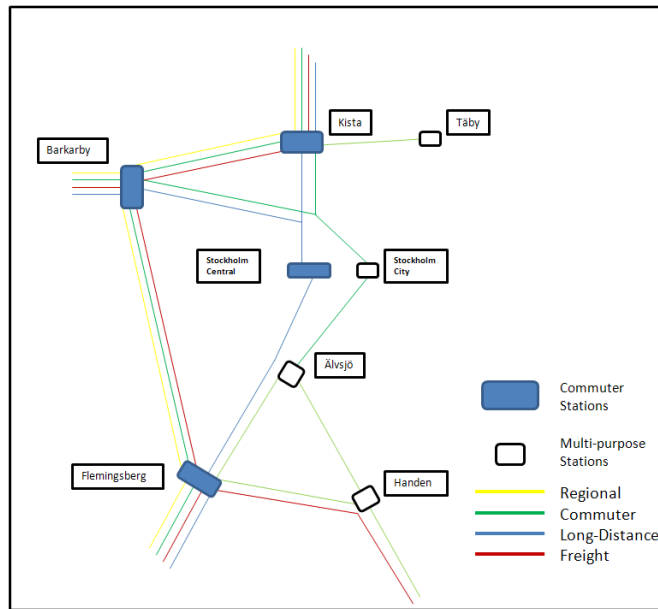 Kista
Täby
Barkarby
Stockholm
Central
Stockholm
City
Älvsjö
Commuter
Stations
Multi-purpose
Stations
Flemingsberg
Handen
Regional
Commuter
Long-Distance
Freight